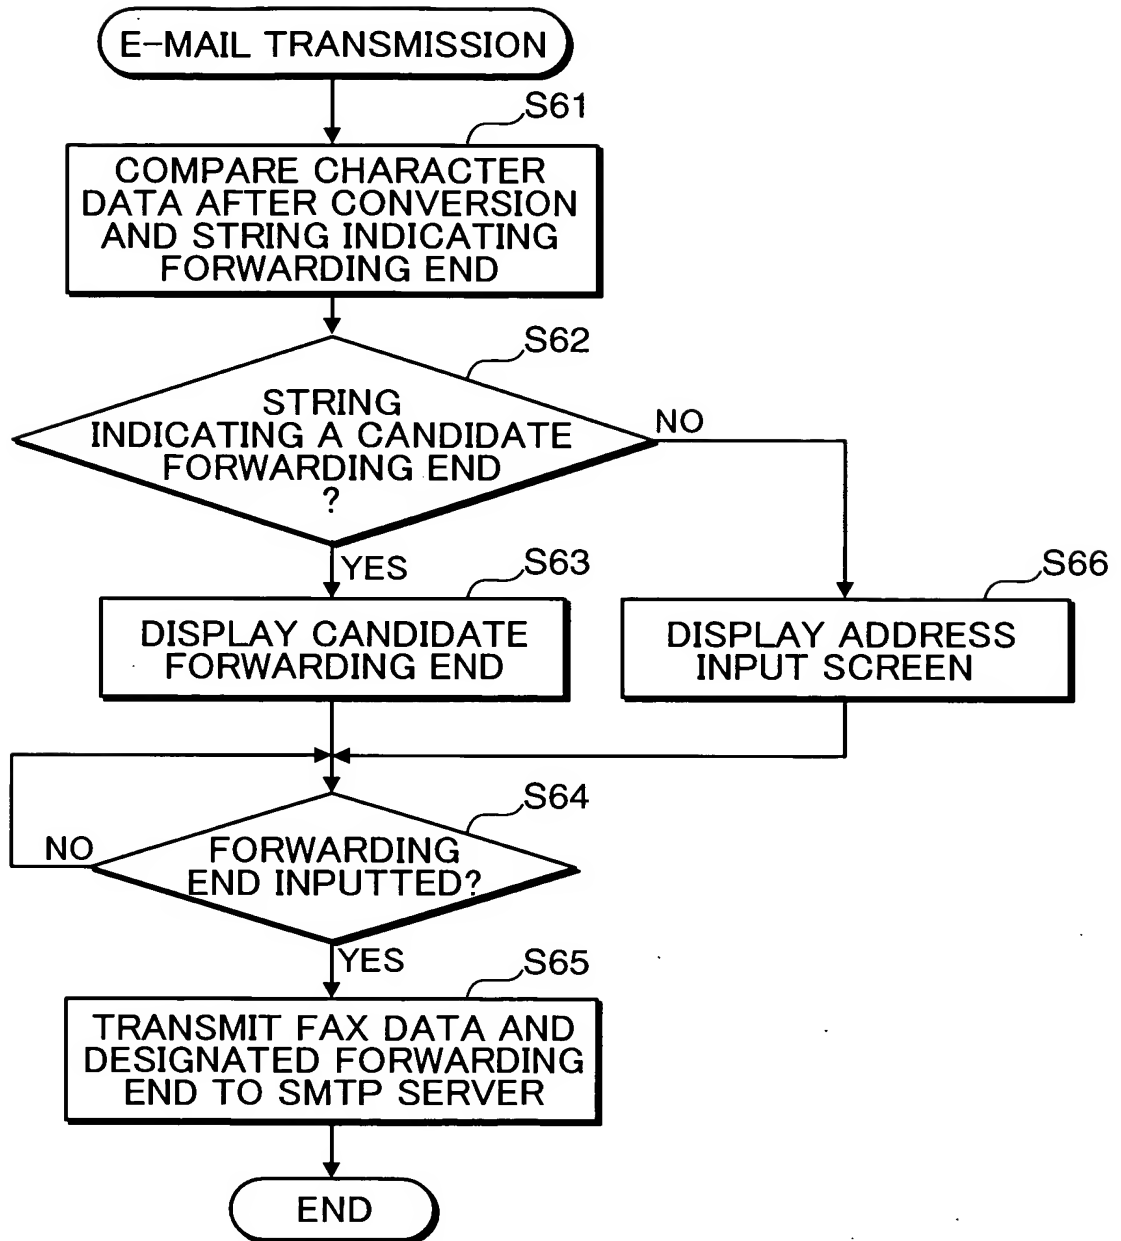 E-MAIL TRANSMISSION
S61
COMPARE CHARACTER
DATA AFTER CONVERSION
AND STRING INDICATING
FORWARDING END
S62
STRING
INDICATING A CANDIDATE
FORWARDING END
?
NO
YES
S63
DISPLAY CANDIDATE
FORWARDING END
S66
DISPLAY ADDRESS
INPUT SCREEN
S64
FORWARDING
END INPUTTED?
NO
YES
S65
TRANSMIT FAX DATA AND
DESIGNATED FORWARDING
END TO SMTP SERVER
END